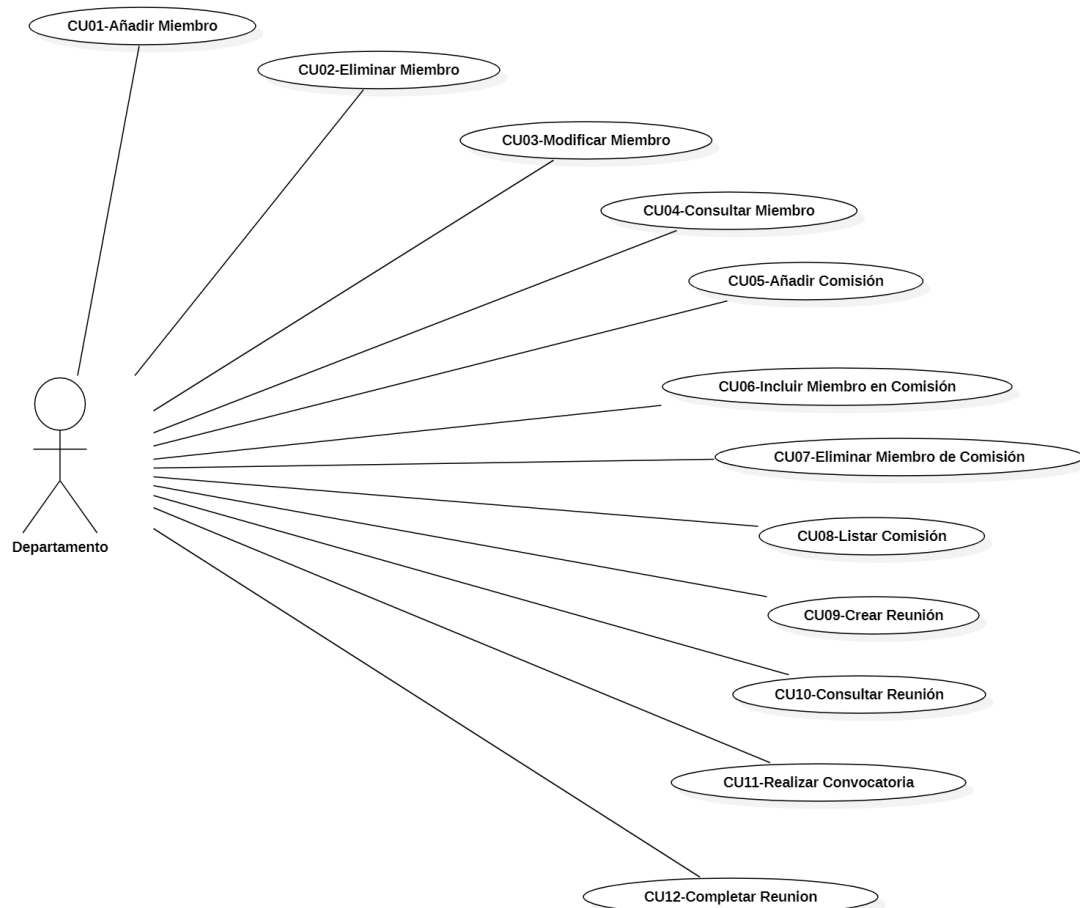 CU01-Añadir Miembro
CU02-Eliminar Miembro
CU03-Modificar Miembro
CU04-Consultar Miembro
CU05-Añadir Comisión
CU06-Incluir Miembro en Comisión
CU07-Eliminar Miembro de Comisión
CU08-Listar Comisión
Departamento
CU09-Crear Reunión
CU10-Consultar Reunión
CU11-Realizar Convocatoria
CU12-Completar Reunion